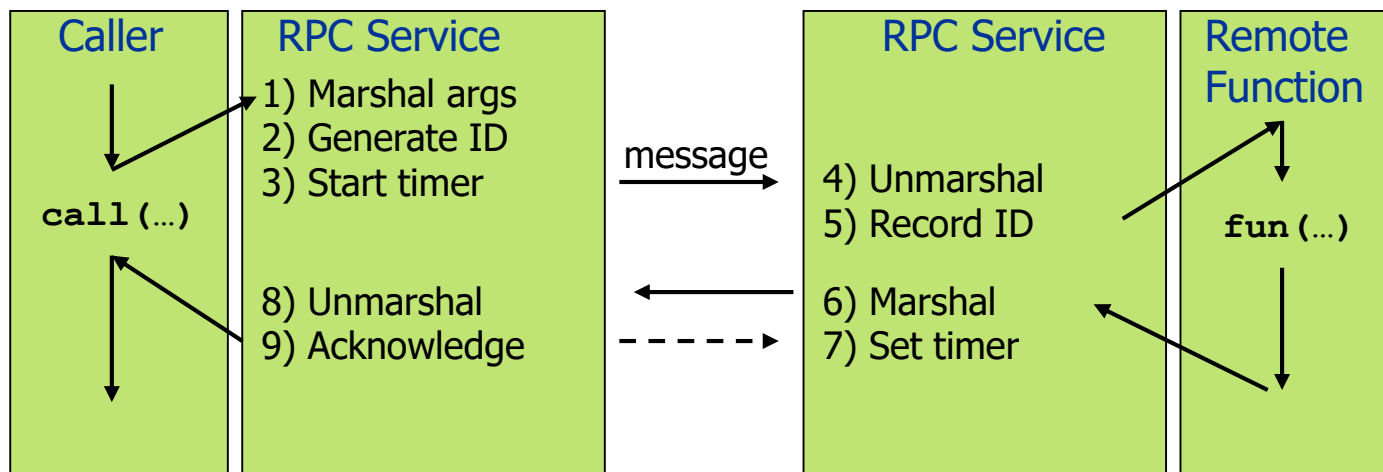 Caller
RPC Service
RPC Service
Remote
Function
1) Marshal args
2) Generate ID
3) Start timer
message
4) Unmarshal
5) Record ID
call(…)
fun(…)
8) Unmarshal
9) Acknowledge
6) Marshal
7) Set timer